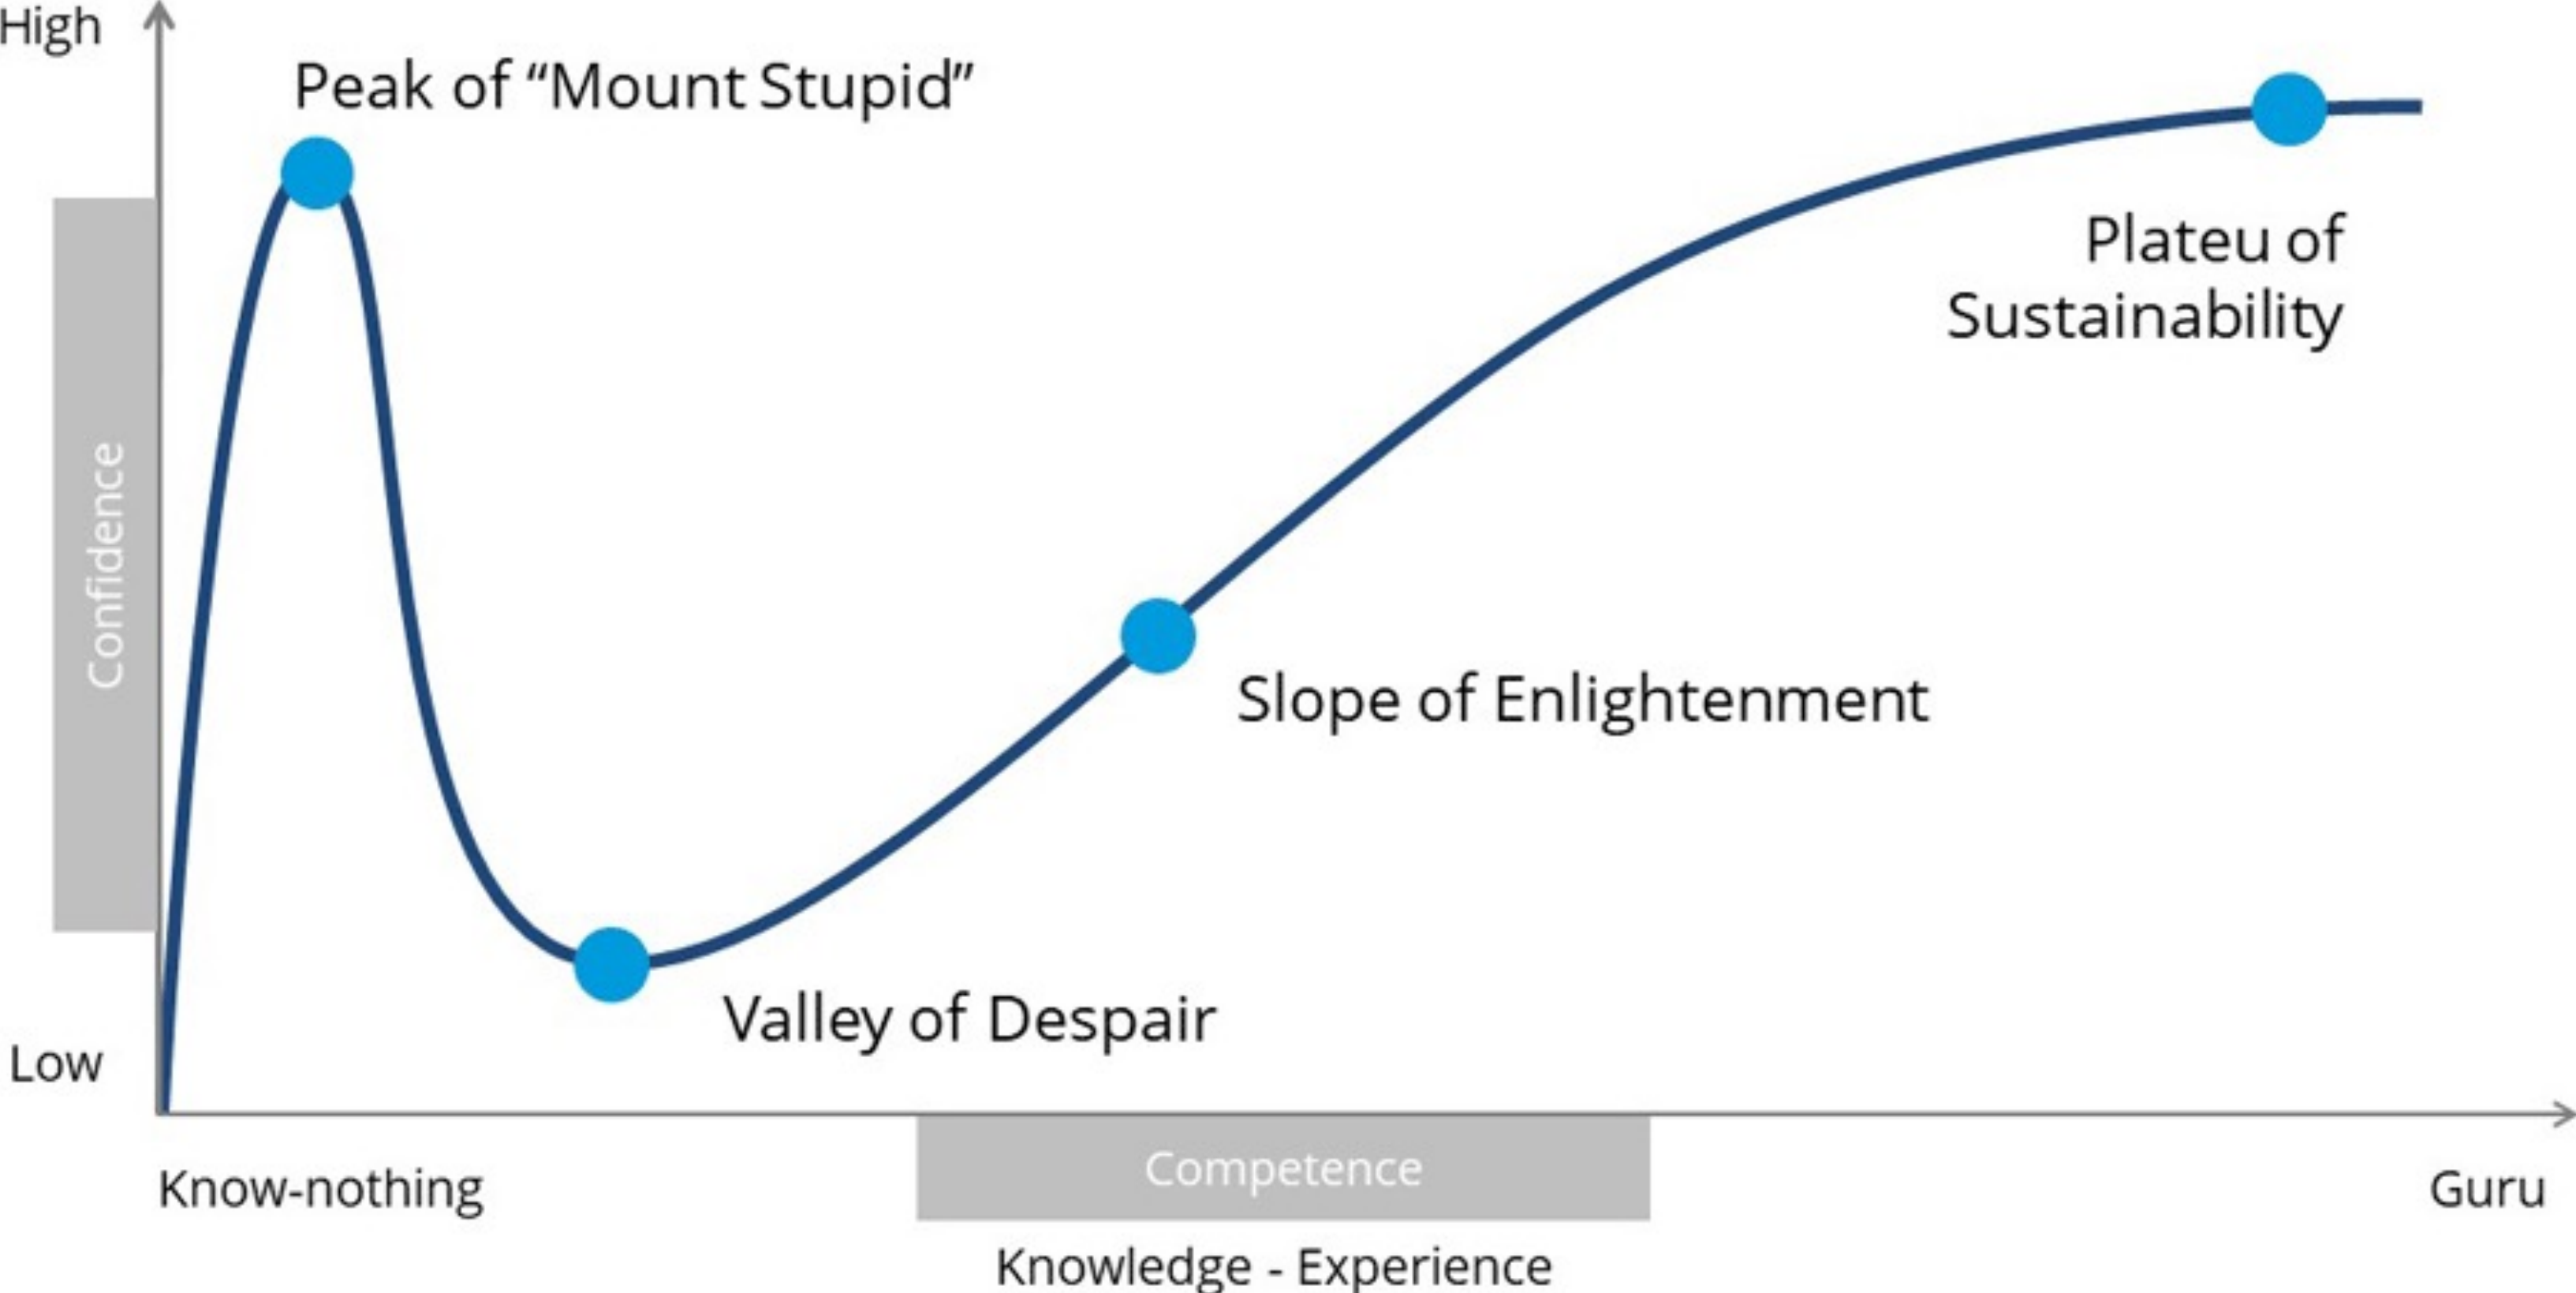 High
Peak of “Mount Stupid”
Plateu of
Sustainability
Confidence
Slope of Enlightenment
Valley of Despair
Low
Know-nothing
Competence
Guru
Knowledge - Experience